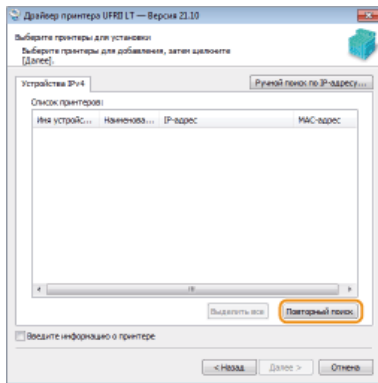 Драйвер принтера UFRII LT — Версия 21.10
Выберите принтеры для установки
Выберите принтеры для добавления, затем щелкните
[Далее].
Устройства IPv4
Ручной поиск по IP-адресу...
Список принтеров:
Имя устройс... Наименова... IP-адрес MAC-адрес
Выделить все Повторный поиск
Введите информацию о принтере
< Назад Далее > Отмена